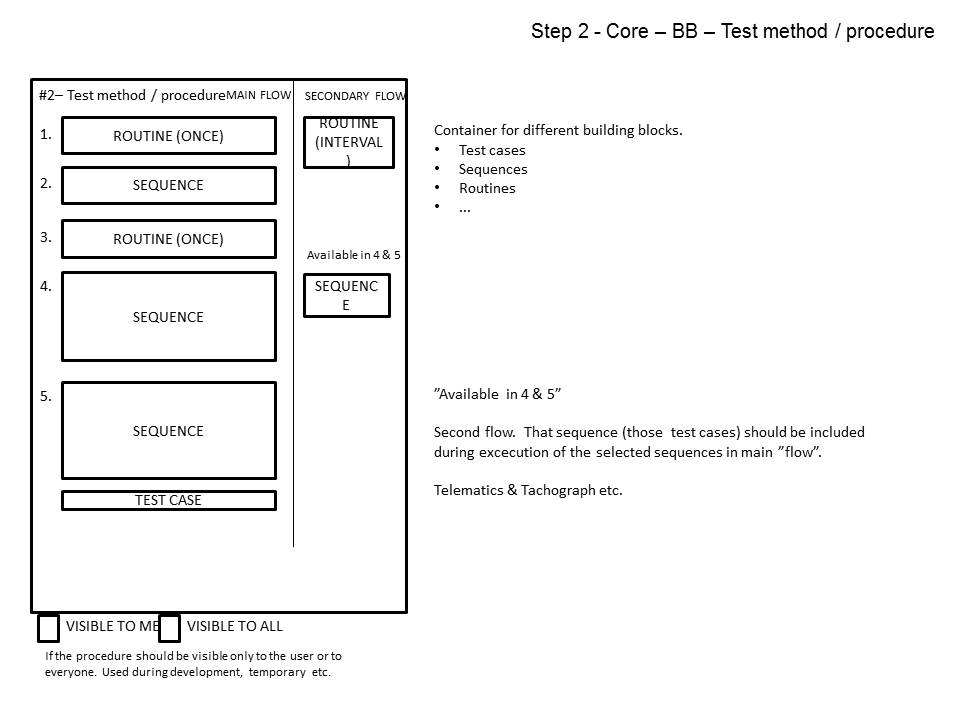 Step 2 - Core – BB – Test method / procedure
#2– Test method / procedure MAIN FLOW
SECONDARY FLOW
1.
ROUTINE (ONCE)
ROUTINE
(INTERVAL
)
2.
SEQUENCE
3.
ROUTINE (ONCE)
Available in 4 & 5
4.
SEQUENCE
SEQUENC
E
5.
SEQUENCE
TEST CASE
VISIBLE TO ME
VISIBLE TO ALL
If the procedure should be visible only to the user or to
everyone. Used during development, temporary etc.
Container for different building blocks.
• Test cases
• Sequences
• Routines
• ...
”Available in 4 & 5”
Second flow. That sequence (those test cases) should be included
during excecution of the selected sequences in main ”flow”.
Telematics & Tachograph etc.